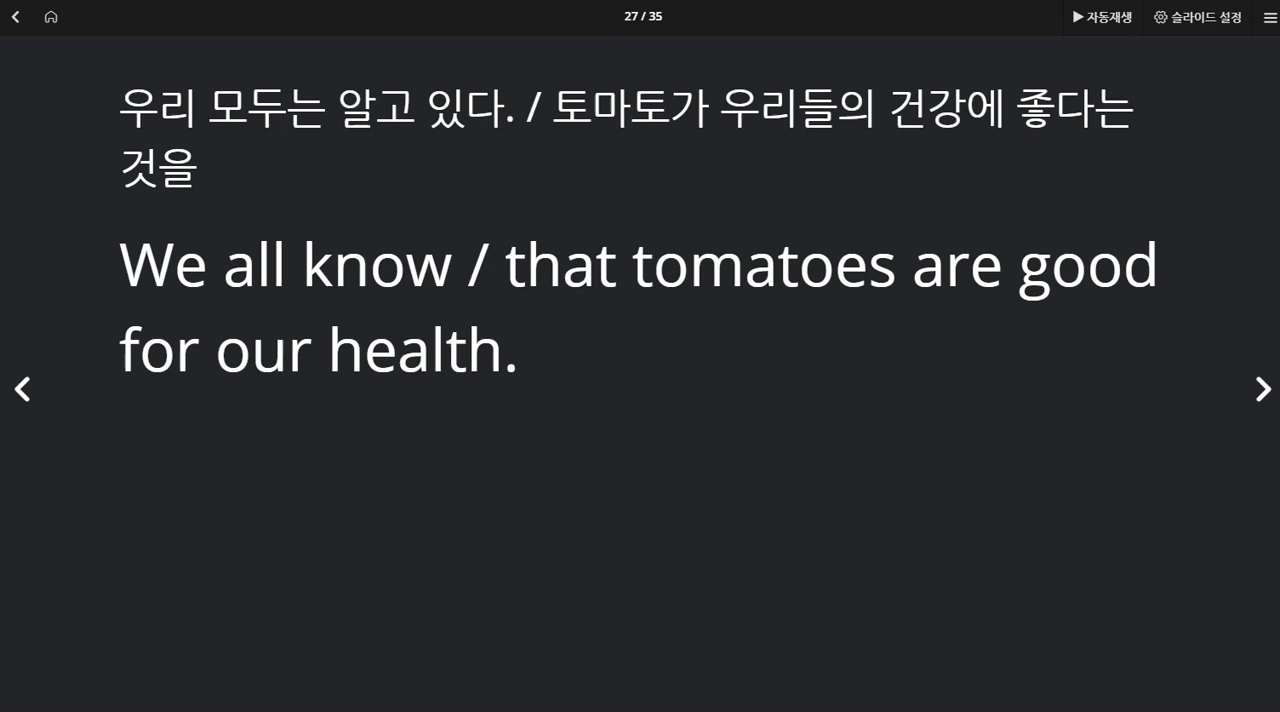 27 / 35
자동재생
슬라이드 설정
우리 모두는 알고 있다. / 토마토가 우리들의 건강에 좋다는
것을
We all know / that tomatoes are good
for our health.